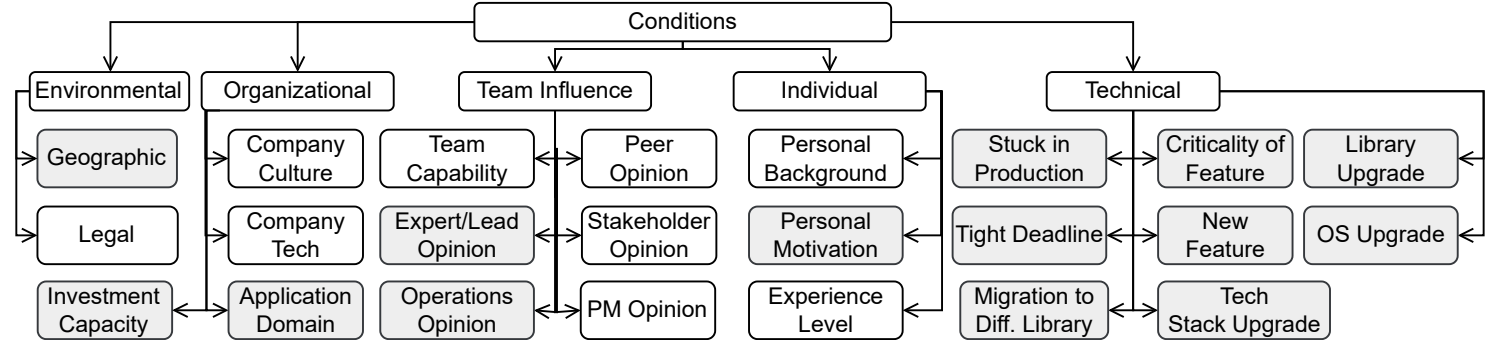 Conditions
Environmental
Organizational
Team Influence
Individual
Technical
Geographic
Company
Culture
Team
Capability
Peer
Opinion
Personal
Background
Stuck in
Production
Criticality of
Feature
Library
Upgrade
Legal
Company
Tech
Expert/Lead
Opinion
Stakeholder
Opinion
Personal
Motivation
Tight Deadline
New
Feature
OS Upgrade
Investment
Capacity
Application
Domain
Operations
Opinion
PM Opinion
Experience
Level
Migration to
Diff. Library
Tech
Stack Upgrade